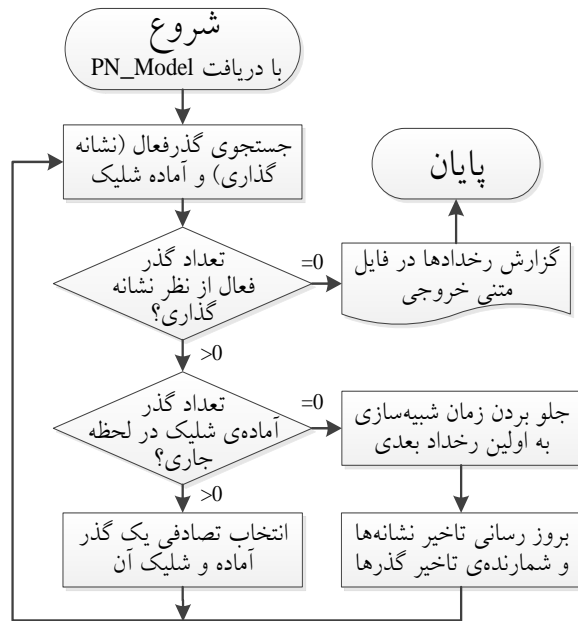 شروع
با دریافت PN_Model
جستجوی گذرفعال (نشانه
گذاری) و آماده شلیک
تعداد گذر
فعال از نظر نشانه
گذاری؟
=0
گزارش رخدادها در فایل
متنی خروجی
پایان
>0
تعداد گذر
آماده‌ی شلیک در لحظه
جاری؟
=0
جلو بردن زمان شبیه‌سازی
به اولین رخداد بعدی
>0
انتخاب تصادفی یک گذر
آماده و شلیک آن
بروز رسانی تاخیر نشانه‌ها
و شمارنده‌ی تاخیر گذرها